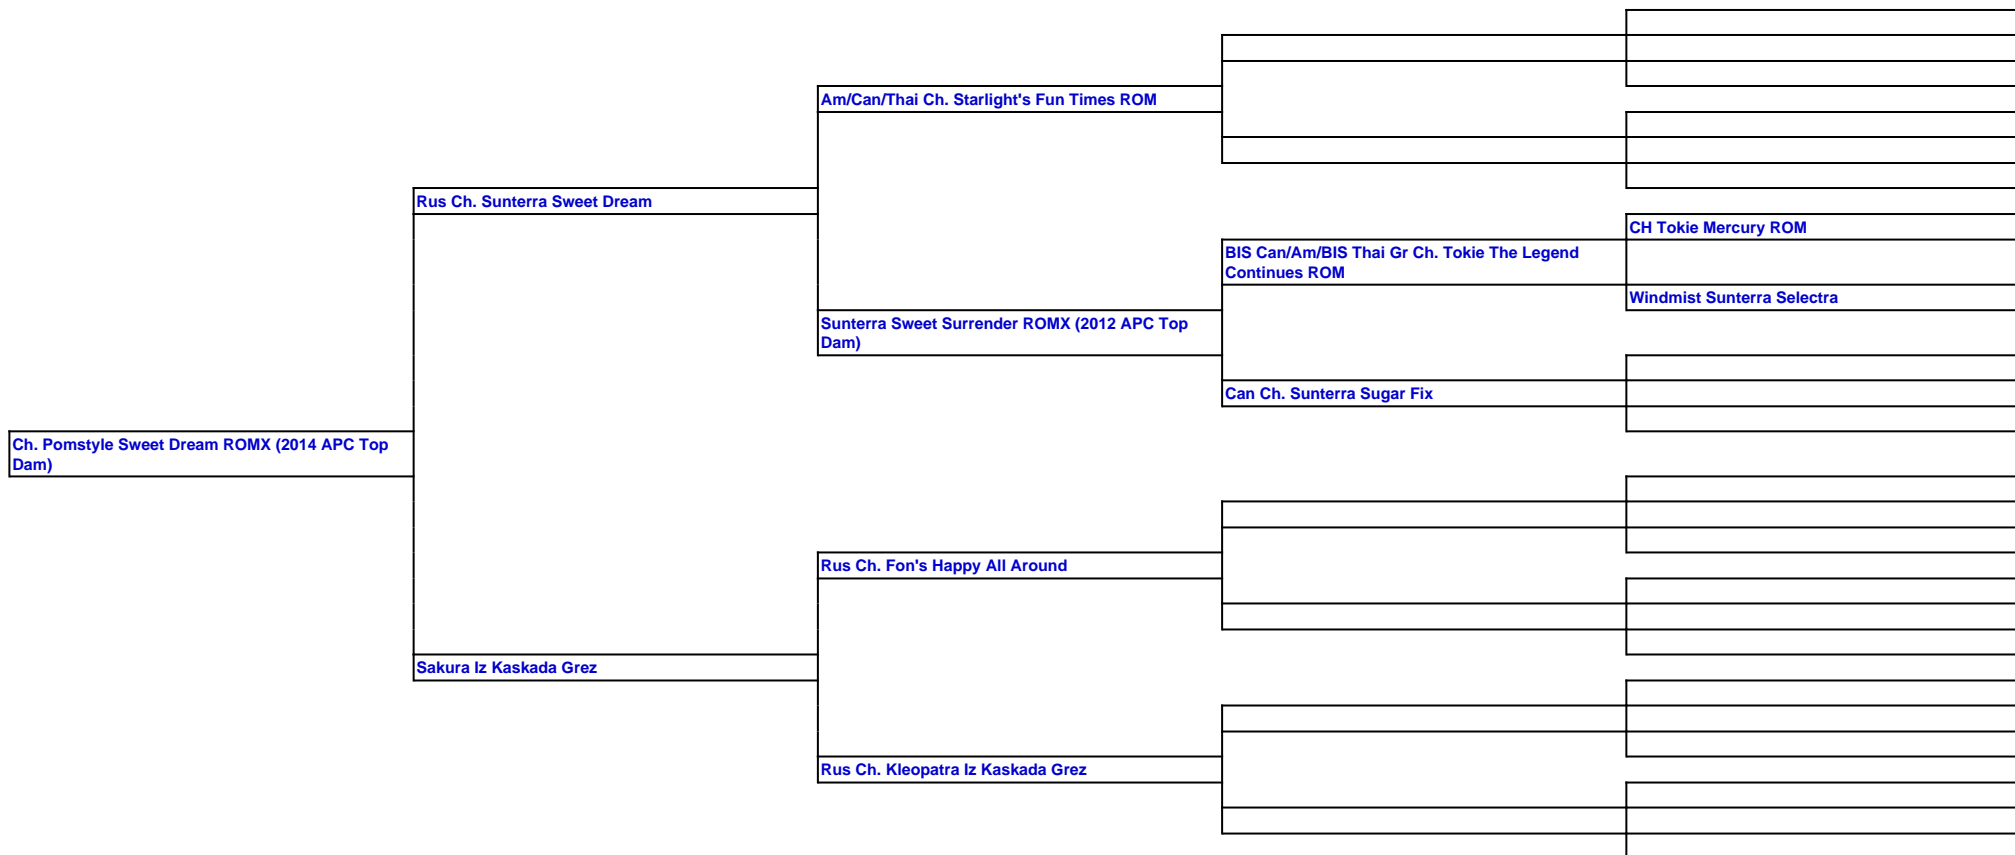 Am/Can/Thai Ch. Starlight's Fun Times ROM
Rus Ch. Sunterra Sweet Dream
CH Tokie Mercury ROM
BIS Can/Am/BIS Thai Gr Ch. Tokie The Legend
Continues ROM
Windmist Sunterra Selectra
Sunterra Sweet Surrender ROMX (2012 APC Top
Dam)
Can Ch. Sunterra Sugar Fix
Ch. Pomstyle Sweet Dream ROMX (2014 APC Top
Dam)
Rus Ch. Fon's Happy All Around
Sakura Iz Kaskada Grez
Rus Ch. Kleopatra Iz Kaskada Grez